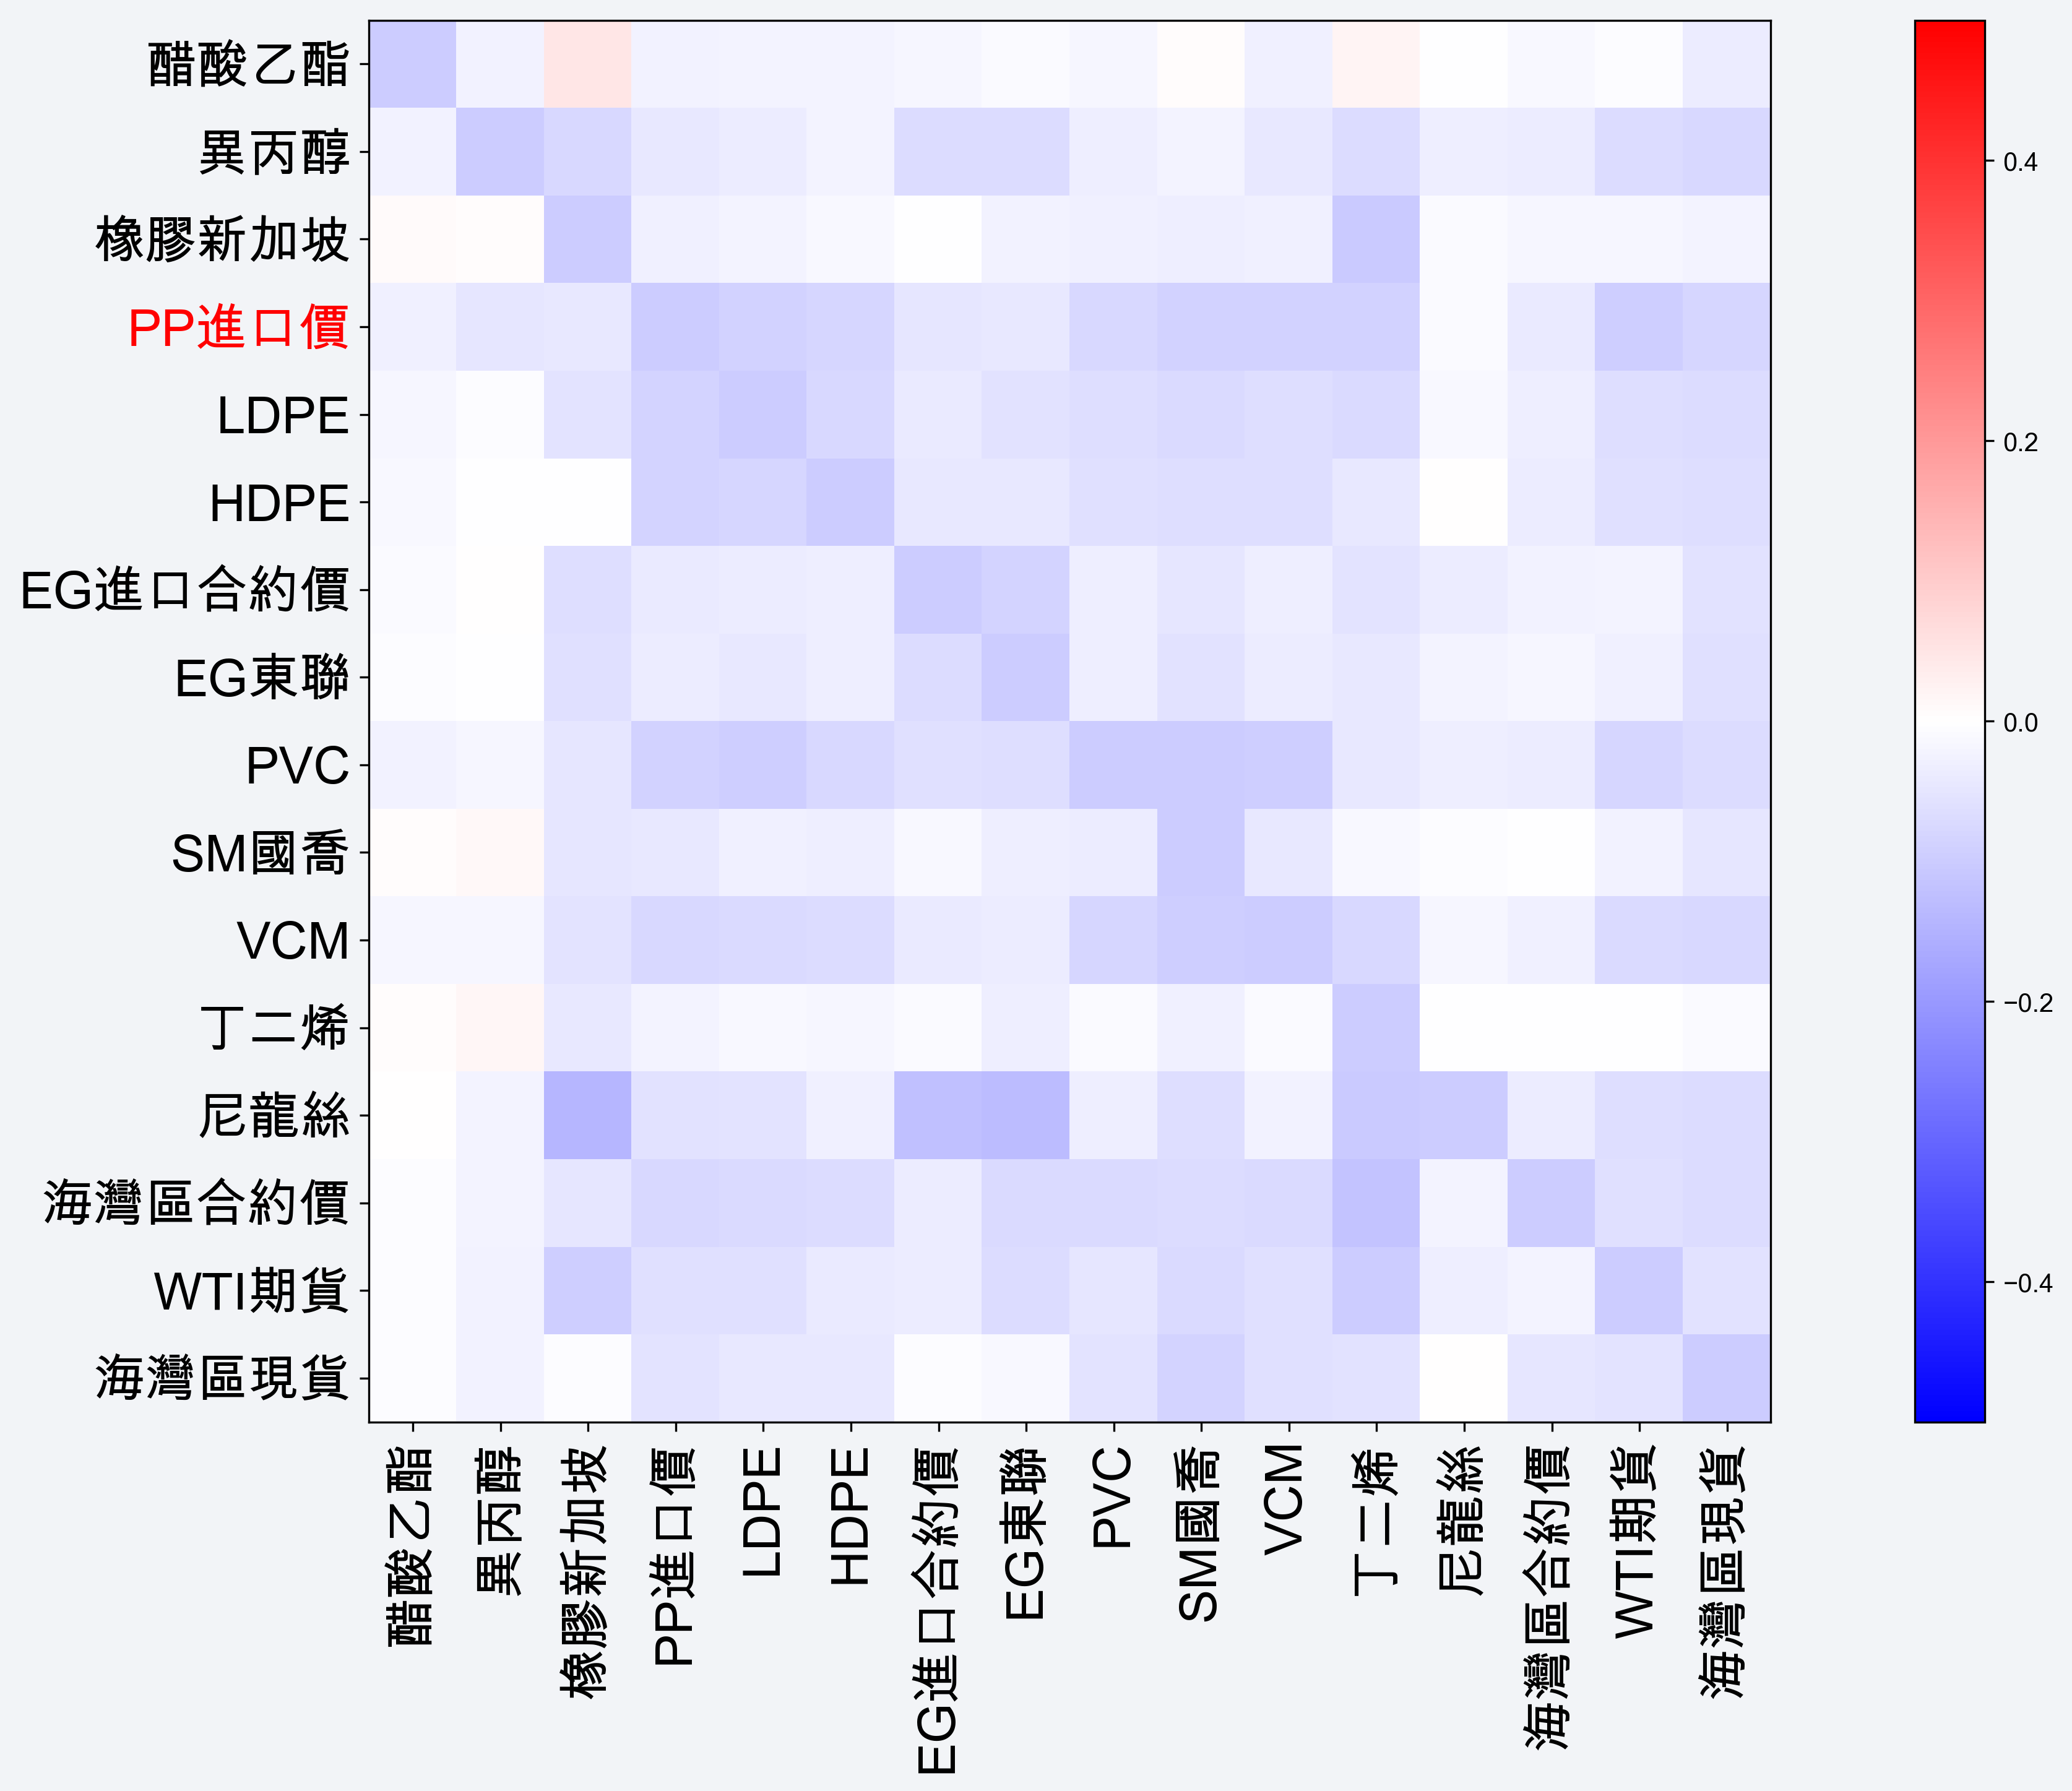 醋酸乙酯
異丙醇
橡膠新加坡
PP進口價
LDPE
HDPE
EG進口合約價
EG東聯
PVC
SM國喬
VCM
丁二烯
尼龍絲
海灣區合約價
WTI期貨
海灣區現貨
醋酸乙酯
異丙醇
橡膠新加坡
PP進口價
LDPE
HDPE
EG進口合約價
EG東聯
PVC
SM國喬
VCM
丁二烯
尼龍絲
海灣區合約價
WTI期貨
海灣區現貨
0.4
0.2
0.0
−0.2
−0.4